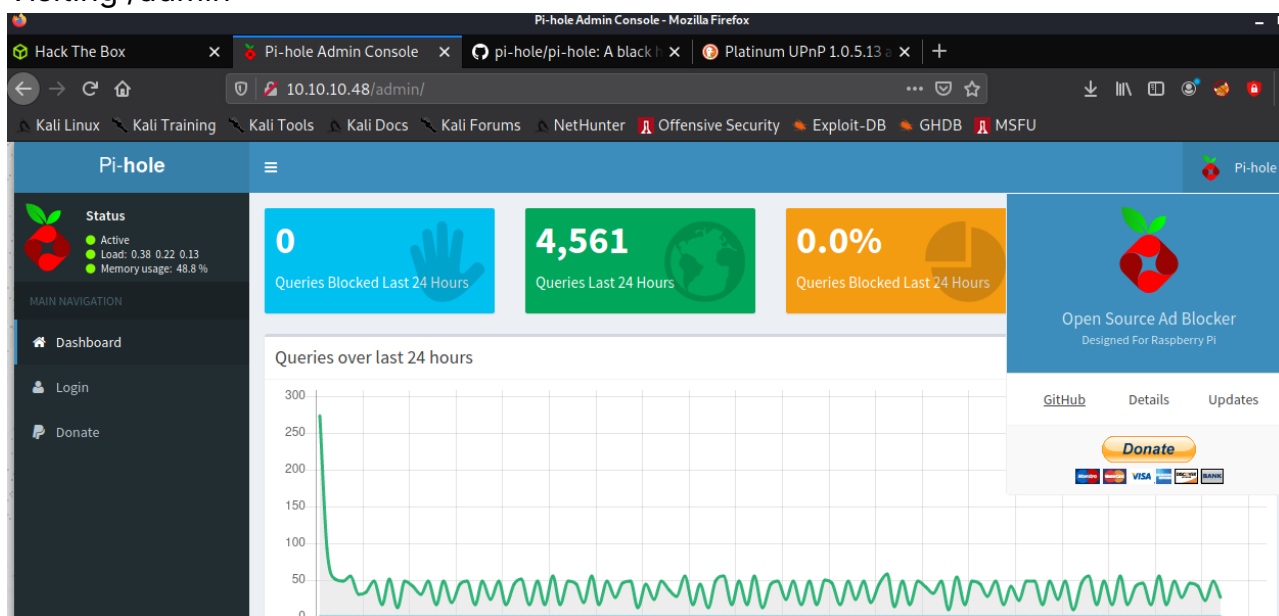 visiting /admin
Pi-hole Admin Console - Mozilla Firefox
Hack The Box
Pi-hole Admin Console
pi-hole/pi-hole: A black h
Platinum UPnP 1.0.5.13 a
10.10.10.48/admin/
Kali Linux
Kali Training
Kali Tools
Kali Docs
Kali Forums
NetHunter
Offensive Security
Exploit-DB
GHDB
MSFU
Pi-hole
Pi-hole
Status
Active
Load: 0.38 0.22 0.13
Memory usage: 48.8 %
MAIN NAVIGATION
Dashboard
Login
Donate
0
Queries Blocked Last 24 Hours
4,561
Queries Last 24 Hours
0.0%
Queries Blocked Last 24 Hours
Open Source Ad Blocker
Designed For Raspberry Pi
GitHub
Details
Updates
Donate
VISA
BANK
Queries over last 24 hours
300
250
200
150
100
50
0